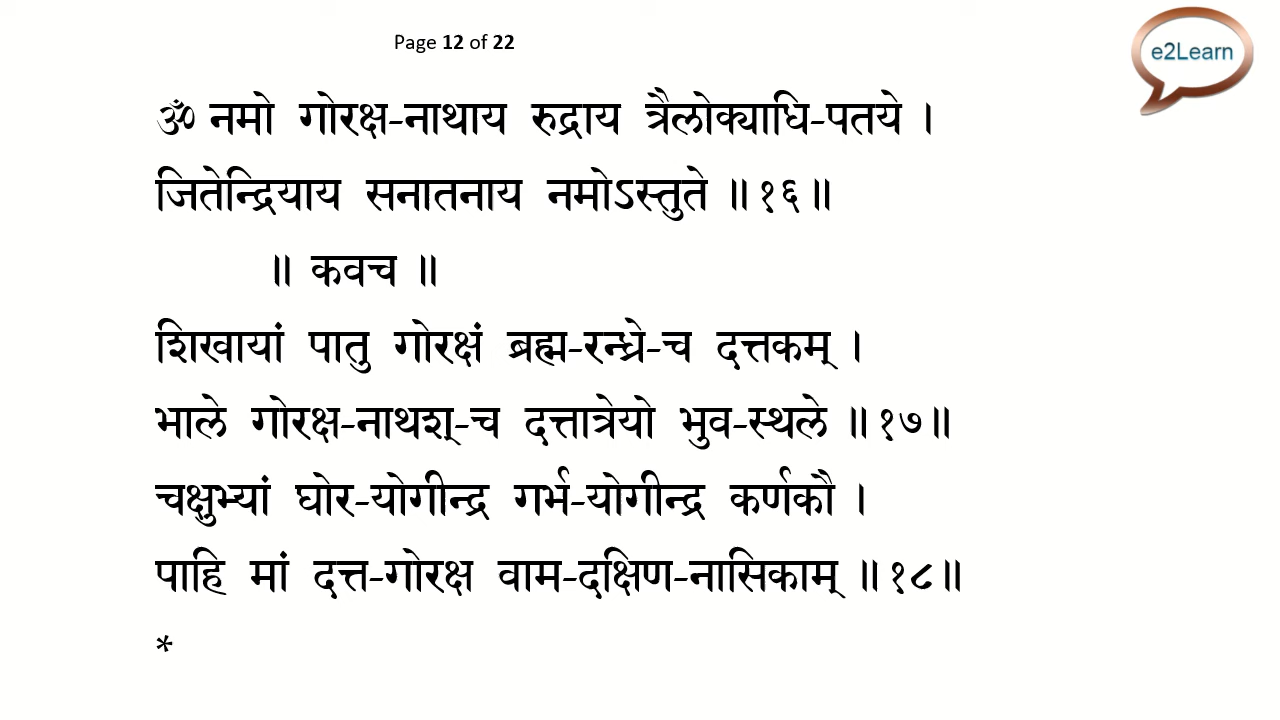 Page 12 of 22
e2Learn
ॐ नमो गोरक्ष-नाथाय रुद्राय त्रैलोक्याधि-पतये ।
जितेन्द्रियाय सनातनाय नमोऽस्तुते ॥१६॥
॥ कवच ॥
शिखायां पातु गोरक्षं ब्रह्म-रन्ध्रे-च दत्तकम् ।
भाले गोरक्ष-नाथश्-च दत्तात्रेयो भुव-स्थले ॥१७॥
चक्षुभ्यां घोर-योगीन्द्र गर्भ-योगीन्द्र कर्णकौ ।
पाहि मां दत्त-गोरक्ष वाम-दक्षिण-नासिकाम् ॥१८॥
*